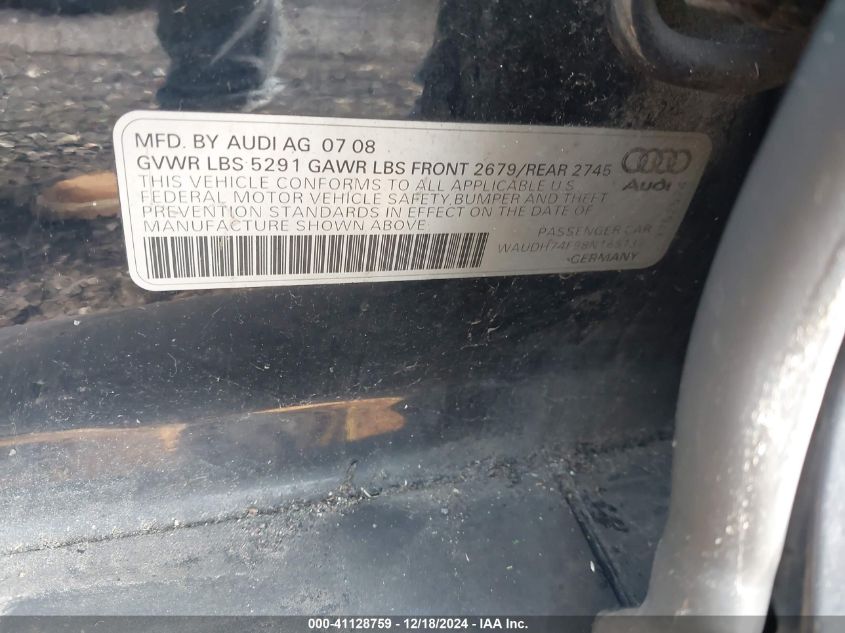 MFD. BY AUDI AG 07 08
GVWR LBS 5291 GAWR LBS FRONT 2679/REAR 2745
THIS VEHICLE CONFORMS TO ALL APPLICABLE U.S.
FEDERAL MOTOR VEHICLE SAFETY, BUMPER AND THEFT
PREVENTION STANDARDS IN EFFECT ON THE DATE OF
MANUFACTURE SHOWN ABOVE
Audi
PASSENGER CAR
GERMANY
000-41128759 - 12/18/2024 - IAA Inc.